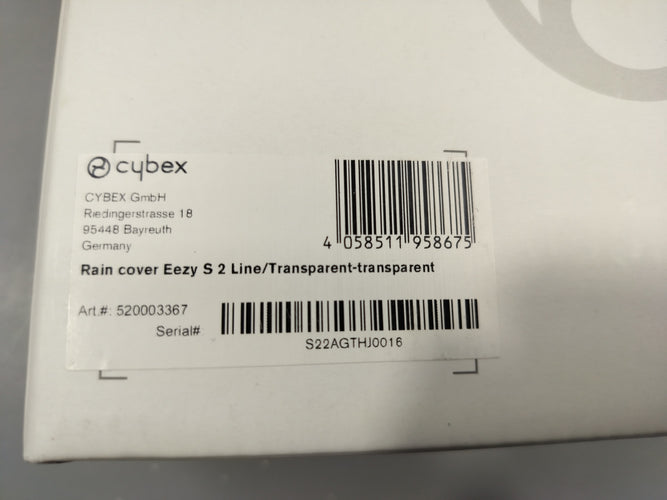 cybex
CYBEX GmbH
Riedingerstrasse 18
95448 Bayreuth
Germany
4 058511 958675
Rain cover Eezy S 2 Line/Transparent-transparent
Art.#: 520003367
Serial#:
S22AGTHJ0016